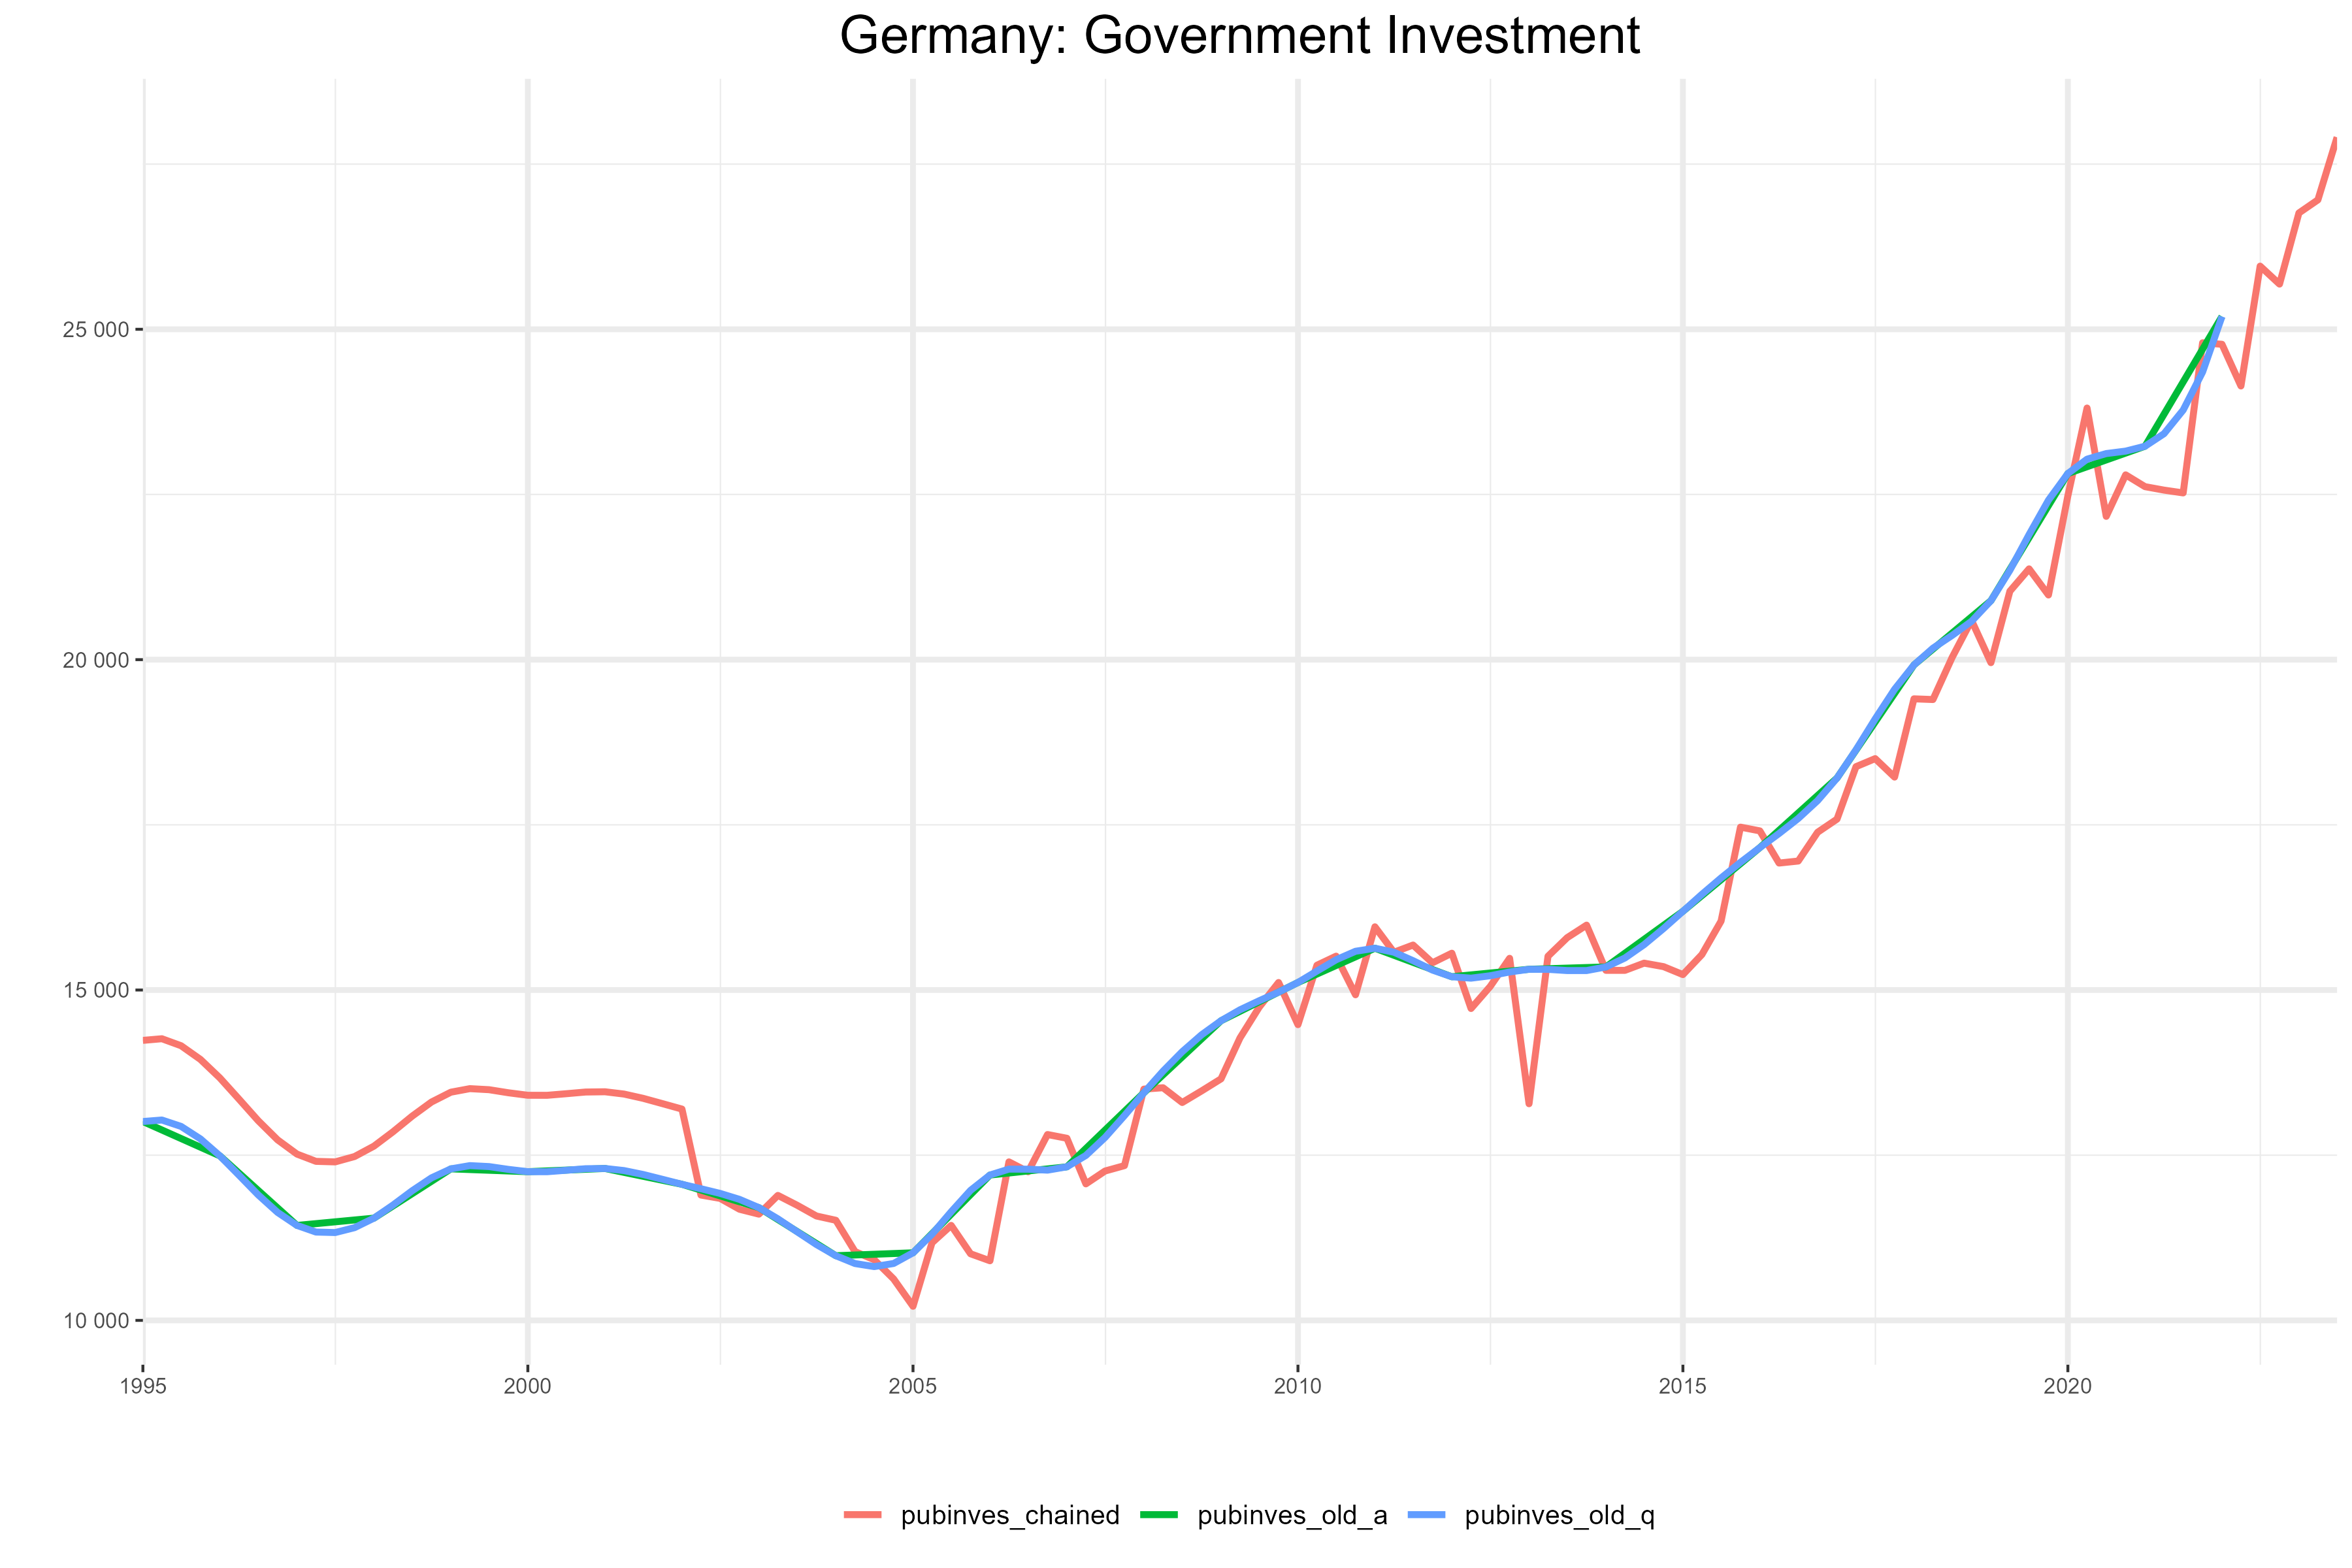 Germany: Government Investment
25 000
20 000
15 000
10 000
1995 2000 2005 2010 2015 2020
pubinves_chained pubinves_old_a pubinves_old_q